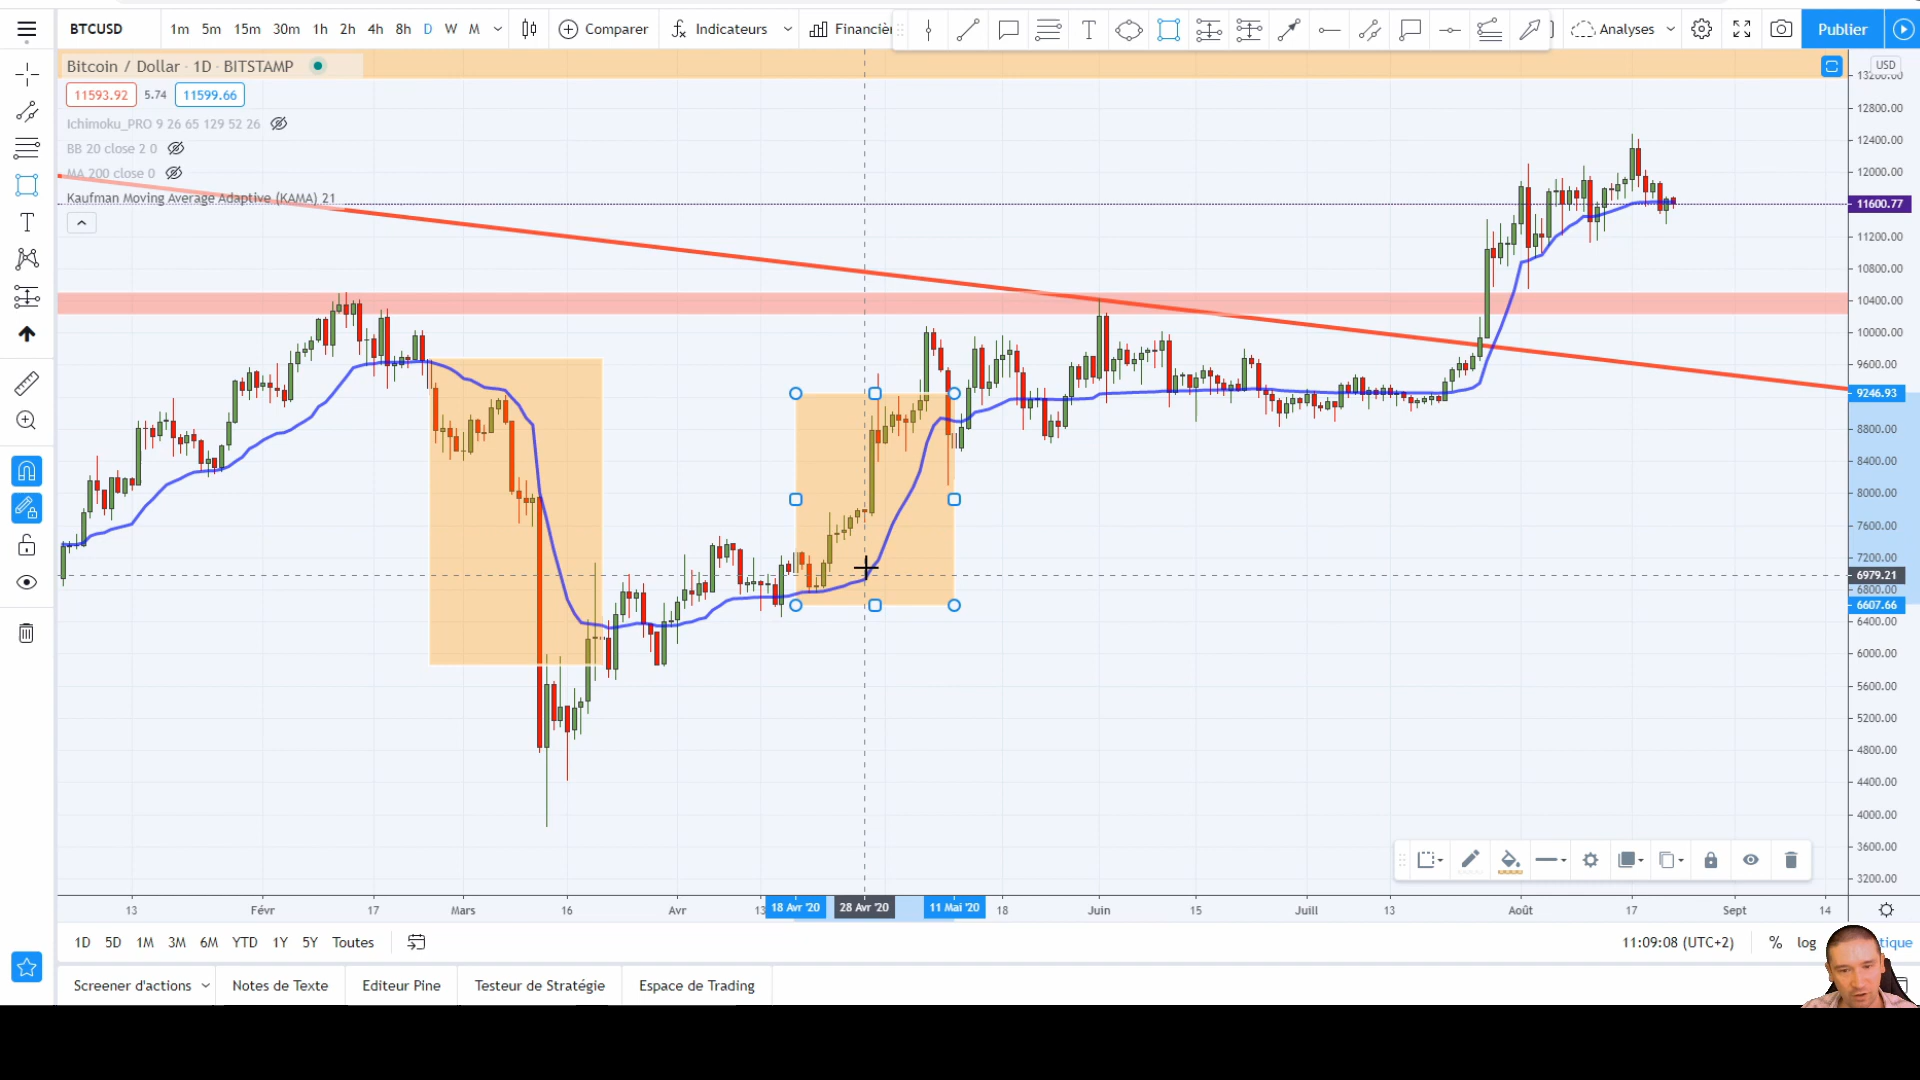 BTCUSD 1m 5m 15m 30m 1h 2h 4h 8h D W M Comparer Indicateurs Financièr T Analyses Publier
Bitcoin / Dollar · 1D · BITSTAMP
USD
11593.92 5.74 11599.66
Ichimoku_PRO 9 26 65 129 52 26
BB 20 close 2 0
MA 200 close 0
Kaufman Moving Average Adaptive (KAMA) 21
13200.00
12800.00
12400.00
12000.00
11600.77
11200.00
10800.00
10400.00
10000.00
9600.00
9246.93
8800.00
8400.00
8000.00
7600.00
7200.00
6979.21
6800.00
6607.66
6400.00
6000.00
5600.00
5200.00
4800.00
4400.00
4000.00
3600.00
3200.00
13 Févr 17 Mars 16 Avr 13 18 Avr '20 28 Avr '20 11 Mai '20 18 Juin 15 Juill 13 Août 17 Sept 14
1D 5D 1M 3M 6M YTD 1Y 5Y Toutes 11:09:08 (UTC+2) % log tique
Screener d'actions Notes de Texte Editeur Pine Testeur de Stratégie Espace de Trading